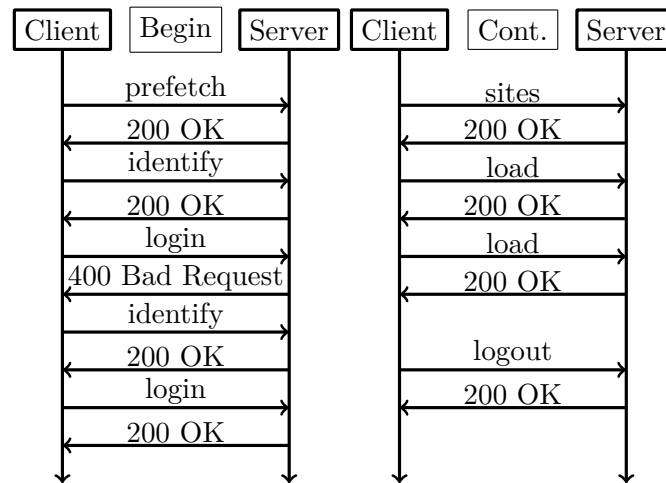 Client Begin Server
prefetch
200 OK
identify
200 OK
login
400 Bad Request
identify
200 OK
login
200 OK
Client Cont. Server
sites
200 OK
load
200 OK
load
200 OK
logout
200 OK